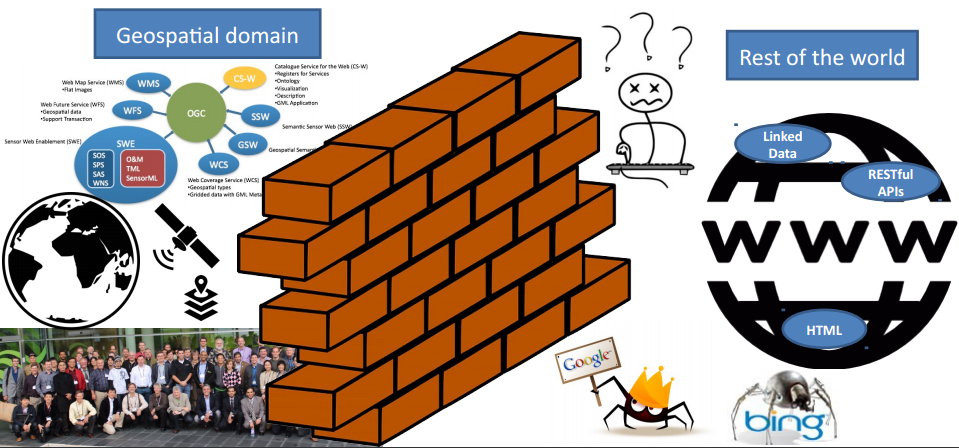 Geospatial domain
Rest of the world
Catalogue Service for the Web (CS-W)
•Registers for Services
•Ontology
•Visualization
•Description
•GML Application
Web Map Service (WMS)
•Flat Images
WMS
CS-W
Web Future Service (WFS)
•Geospatial data
•Support Transaction
WFS
OGC
SSW
Semantic Sensor Web (SSW
Sensor Web Enablement (SWE)
SWE
GSW
Geospatial Seman
SOS
SPS
SAS
WNS
O&M
TML
SensorML
WCS
Web Coverage Service (WCS)
•Geospatial types
•Gridded data with GML Meta
? ? ?
Linked
Data
RESTful
APIs
WWW
HTML
Google
bing